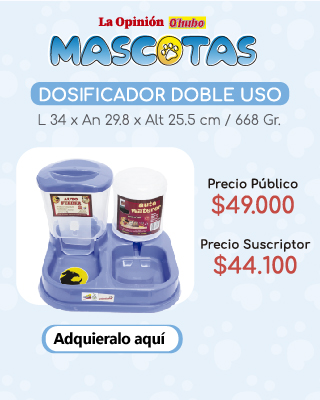 La Opinión Q'hubo
MASCOTAS
DOSIFICADOR DOBLE USO
L 34 x An 29.8 x Alt 25.5 cm / 668 Gr.
Precio Público
$49.000
Precio Suscriptor
$44.100
Adquieralo aquí